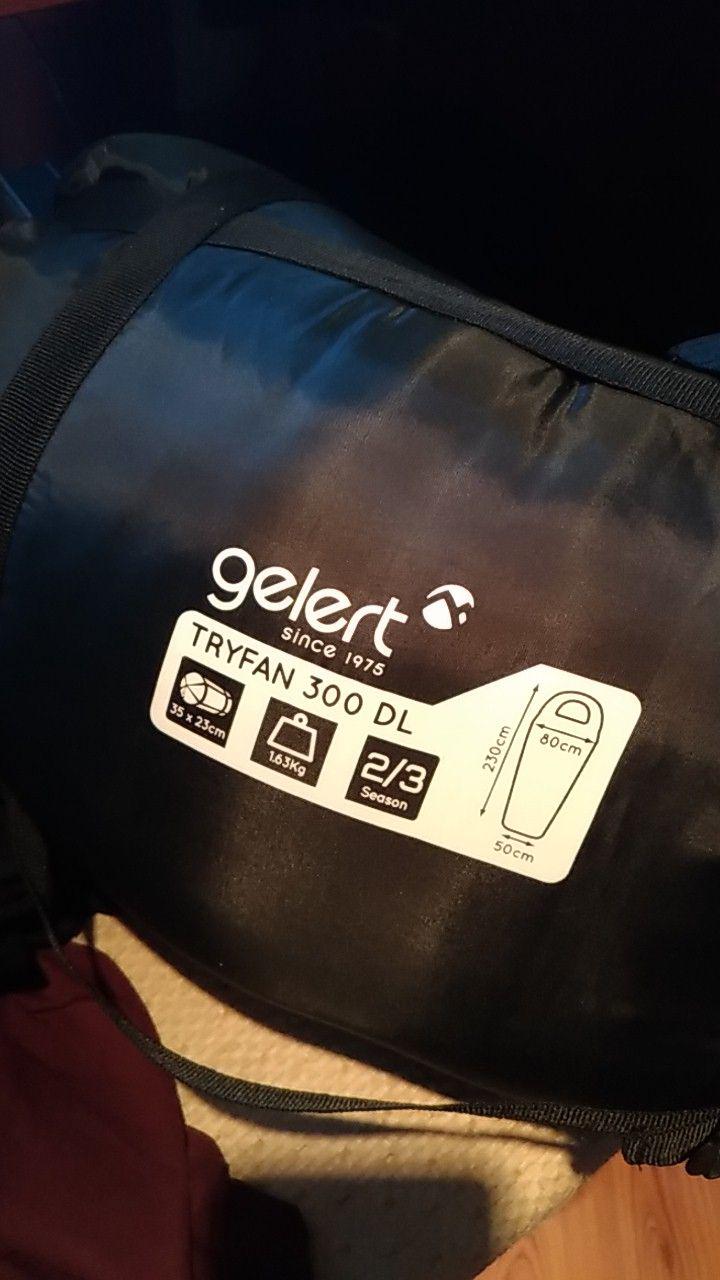 gelert
since 1975
TRYFAN 300 DL
35 x 23cm
1.63Kg
2/3
Season
230cm
80cm
50cm